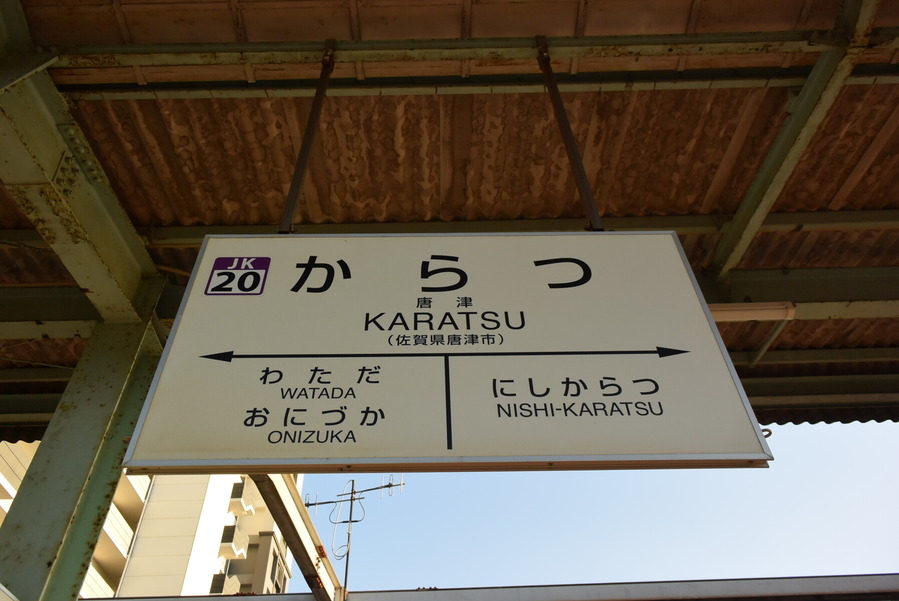 JK
20
からつ
唐津
KARATSU
(佐賀県唐津市)
わただ
WATADA
おにづか
ONIZUKA
にしからつ
NISHI-KARATSU